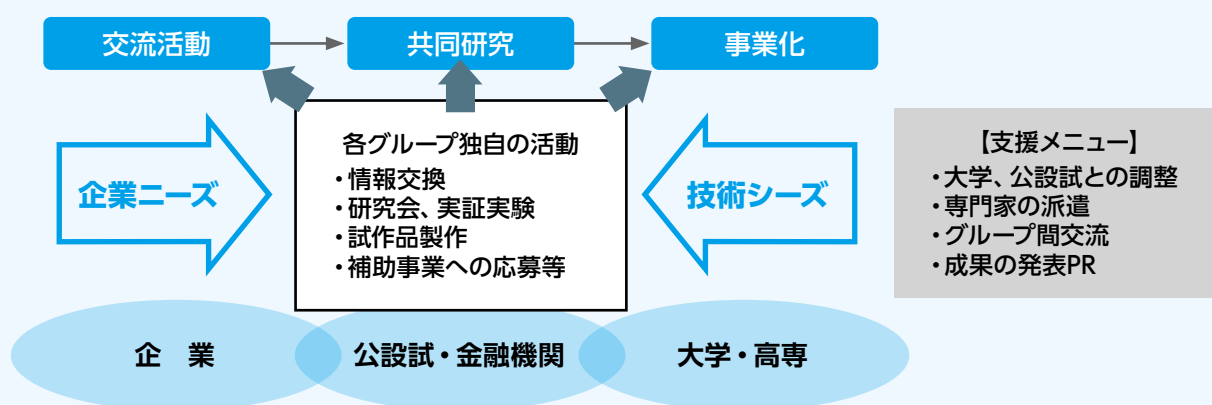 交流活動
共同研究
事業化
企業ニーズ
各グループ独自の活動
・情報交換
・研究会、実証実験
・試作品製作
・補助事業への応募等
技術シーズ
【支援メニュー】
・大学、公設試との調整
・専門家の派遣
・グループ間交流
・成果の発表PR
企　業
公設試・金融機関
大学・高専